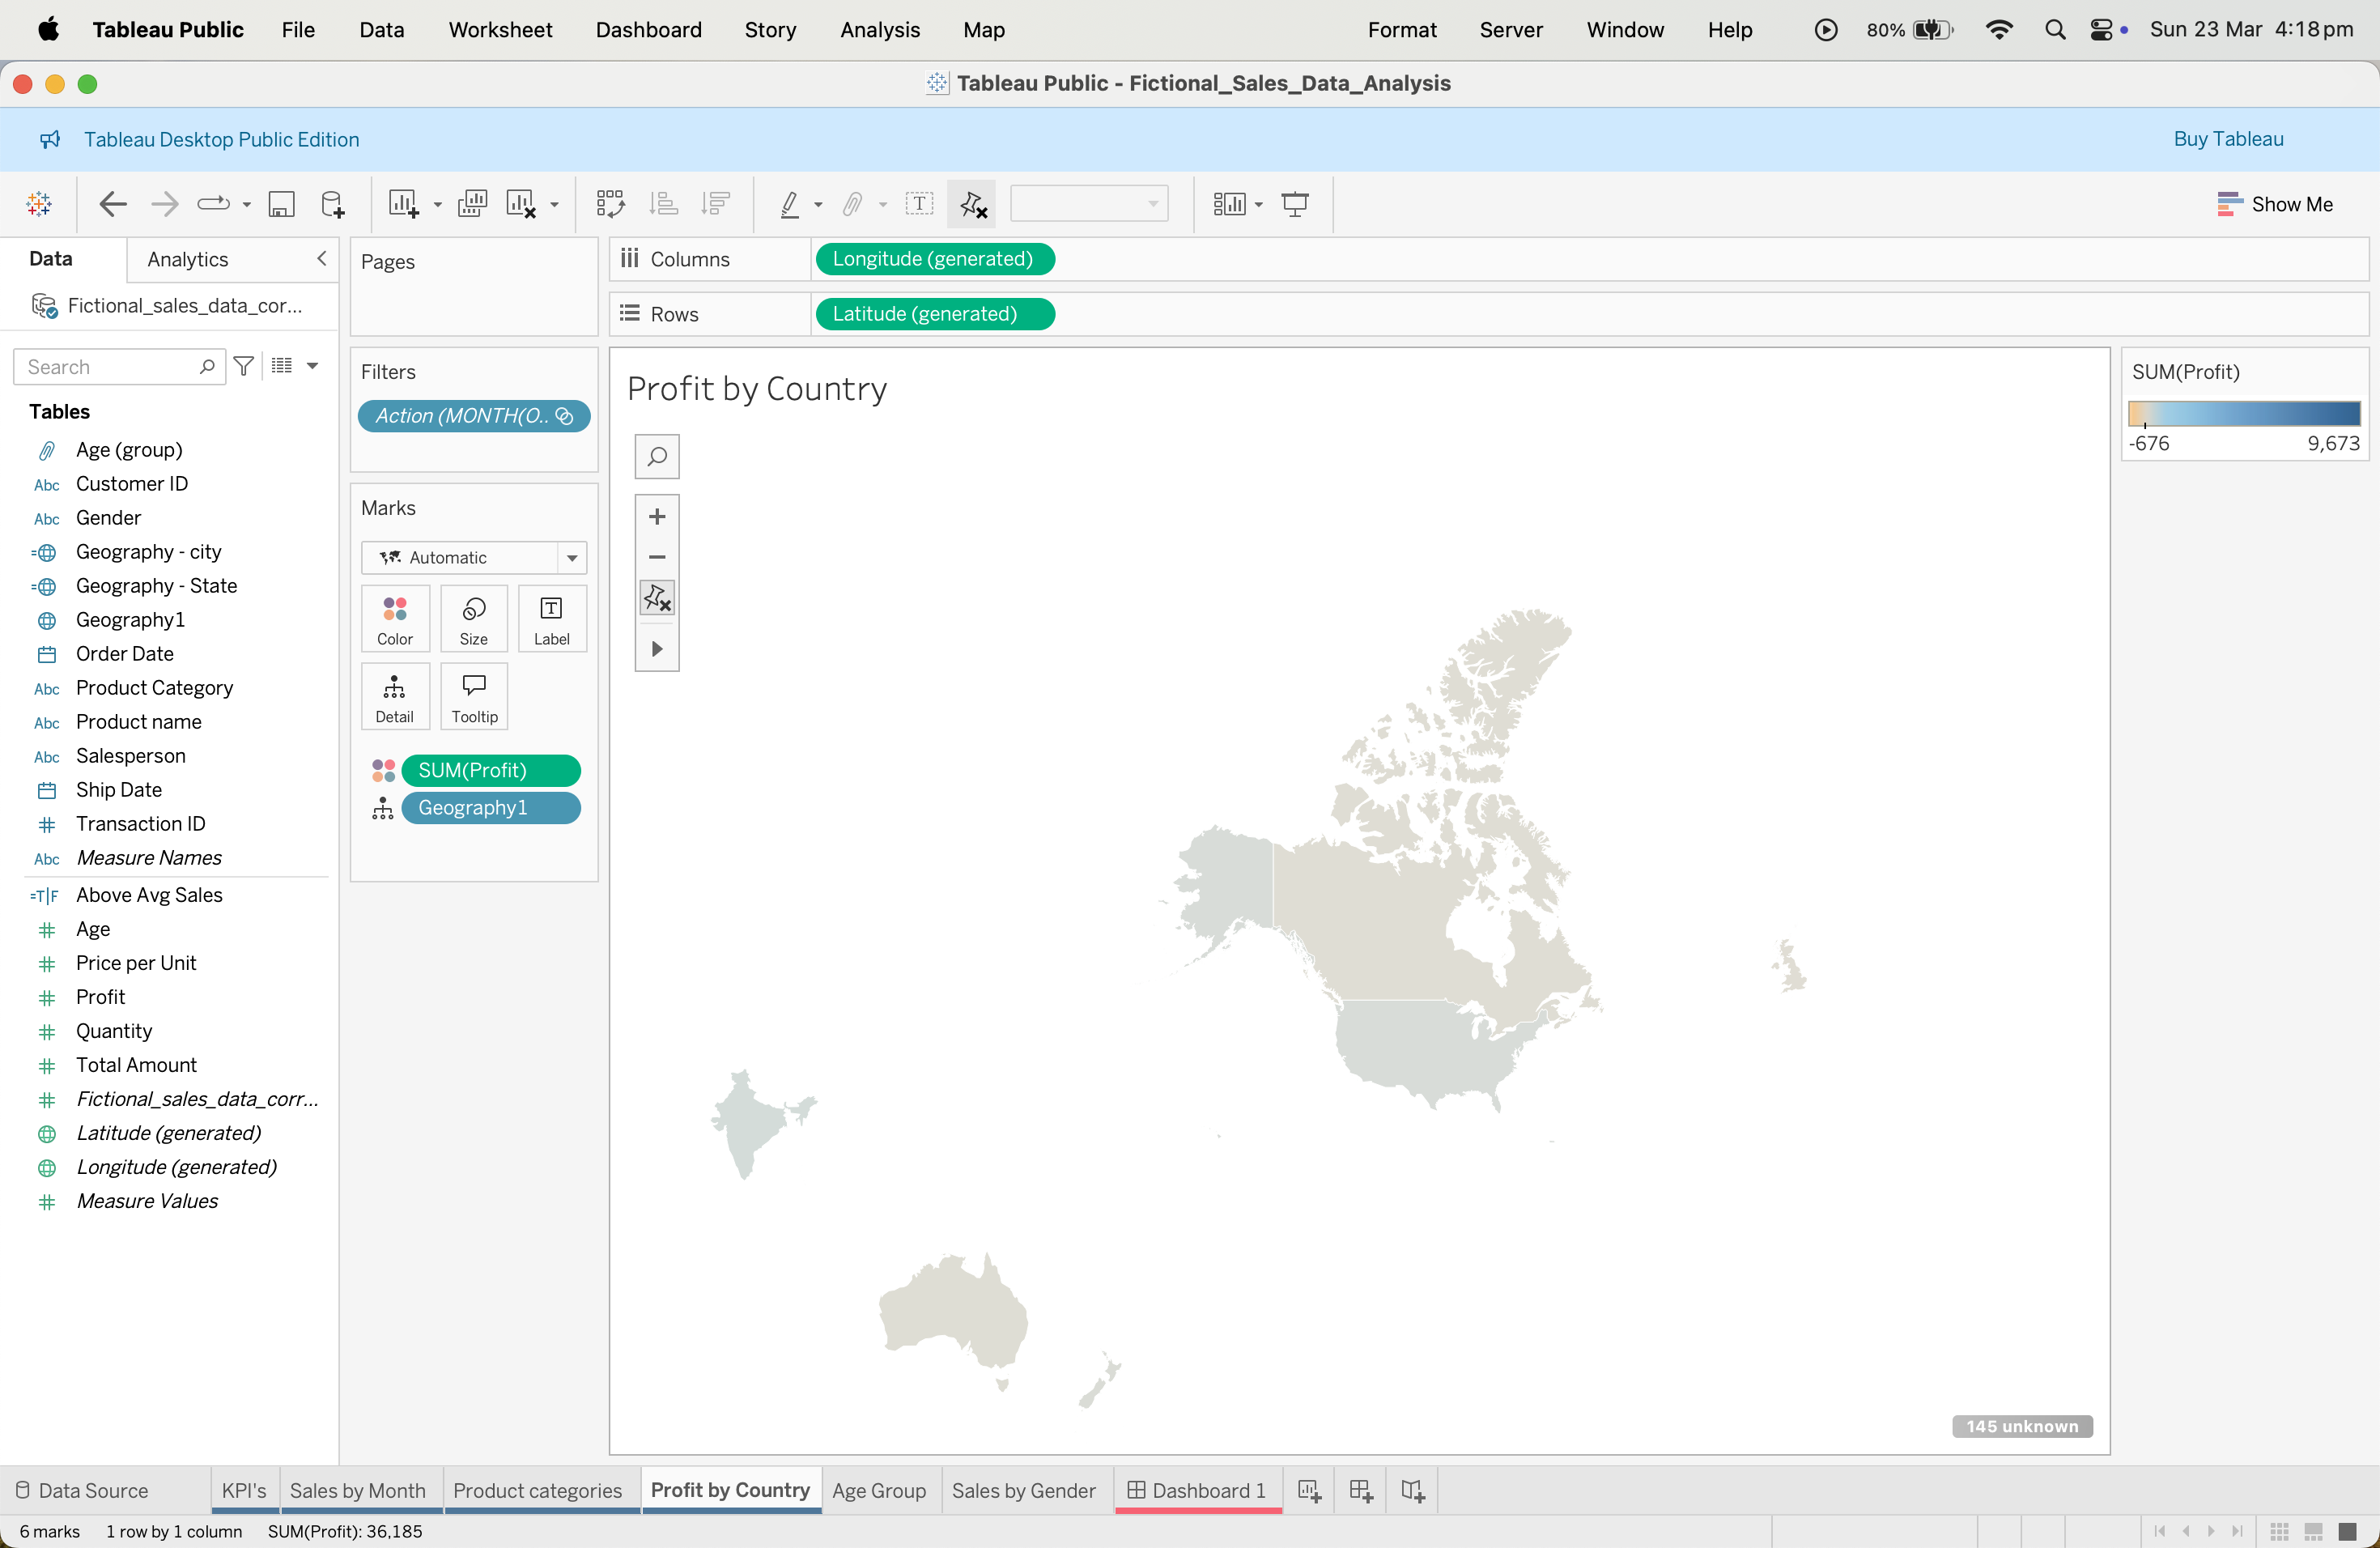 Tableau Public File Data Worksheet Dashboard Story Analysis Map Format Server Window Help 80% Sun 23 Mar 4:18 pm
Tableau Public - Fictional_Sales_Data_Analysis
Tableau Desktop Public Edition Buy Tableau
Show Me
Data Analytics
Pages
Columns Longitude (generated)
Fictional_sales_data_cor...
Rows Latitude (generated)
Search
Filters
Action (MONTH(O..
Profit by Country
SUM(Profit)
-676 9,673
Tables
Age (group)
Abc Customer ID
Abc Gender
Geography - city
Geography - State
Geography1
Order Date
Abc Product Category
Abc Product name
Abc Salesperson
Ship Date
# Transaction ID
Abc Measure Names
=T|F Above Avg Sales
# Age
# Price per Unit
# Profit
# Quantity
# Total Amount
# Fictional_sales_data_corr...
Latitude (generated)
Longitude (generated)
# Measure Values
Marks
Automatic
Color Size Label
Detail Tooltip
SUM(Profit)
Geography1
145 unknown
Data Source KPI's Sales by Month Product categories Profit by Country Age Group Sales by Gender Dashboard 1
6 marks 1 row by 1 column SUM(Profit): 36,185